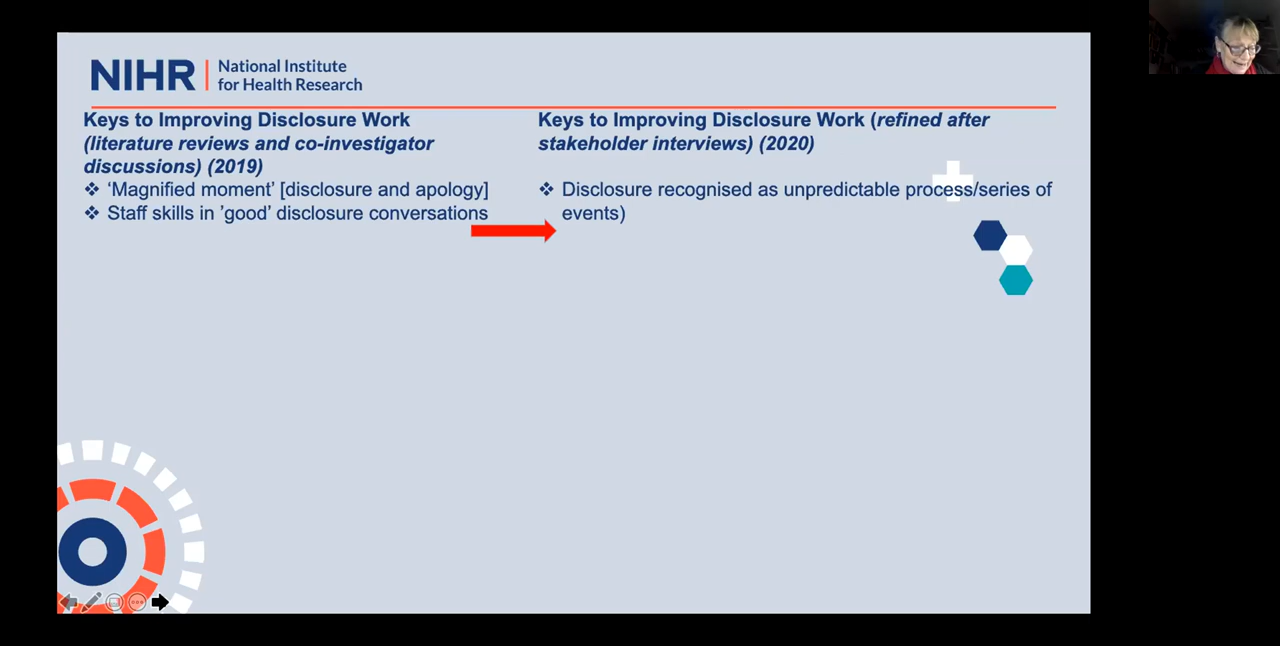 NIHR
National Institute
for Health Research
Keys to Improving Disclosure Work
(literature reviews and co-investigator
discussions) (2019)
❖ ‘Magnified moment’ [disclosure and apology]
❖ Staff skills in ’good’ disclosure conversations
Keys to Improving Disclosure Work (refined after
stakeholder interviews) (2020)
❖ Disclosure recognised as unpredictable process/series of
events)